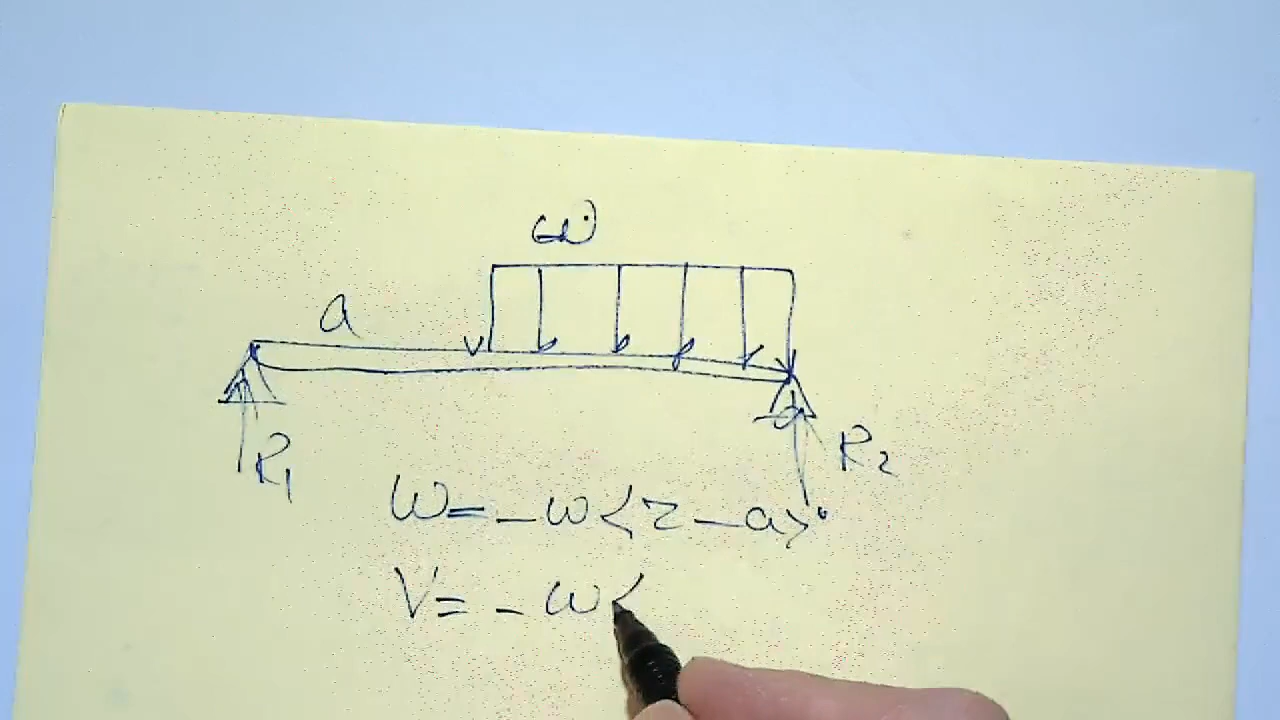 ω
a
R₁
R₂
W = -w<z-a>⁰
V = -w<